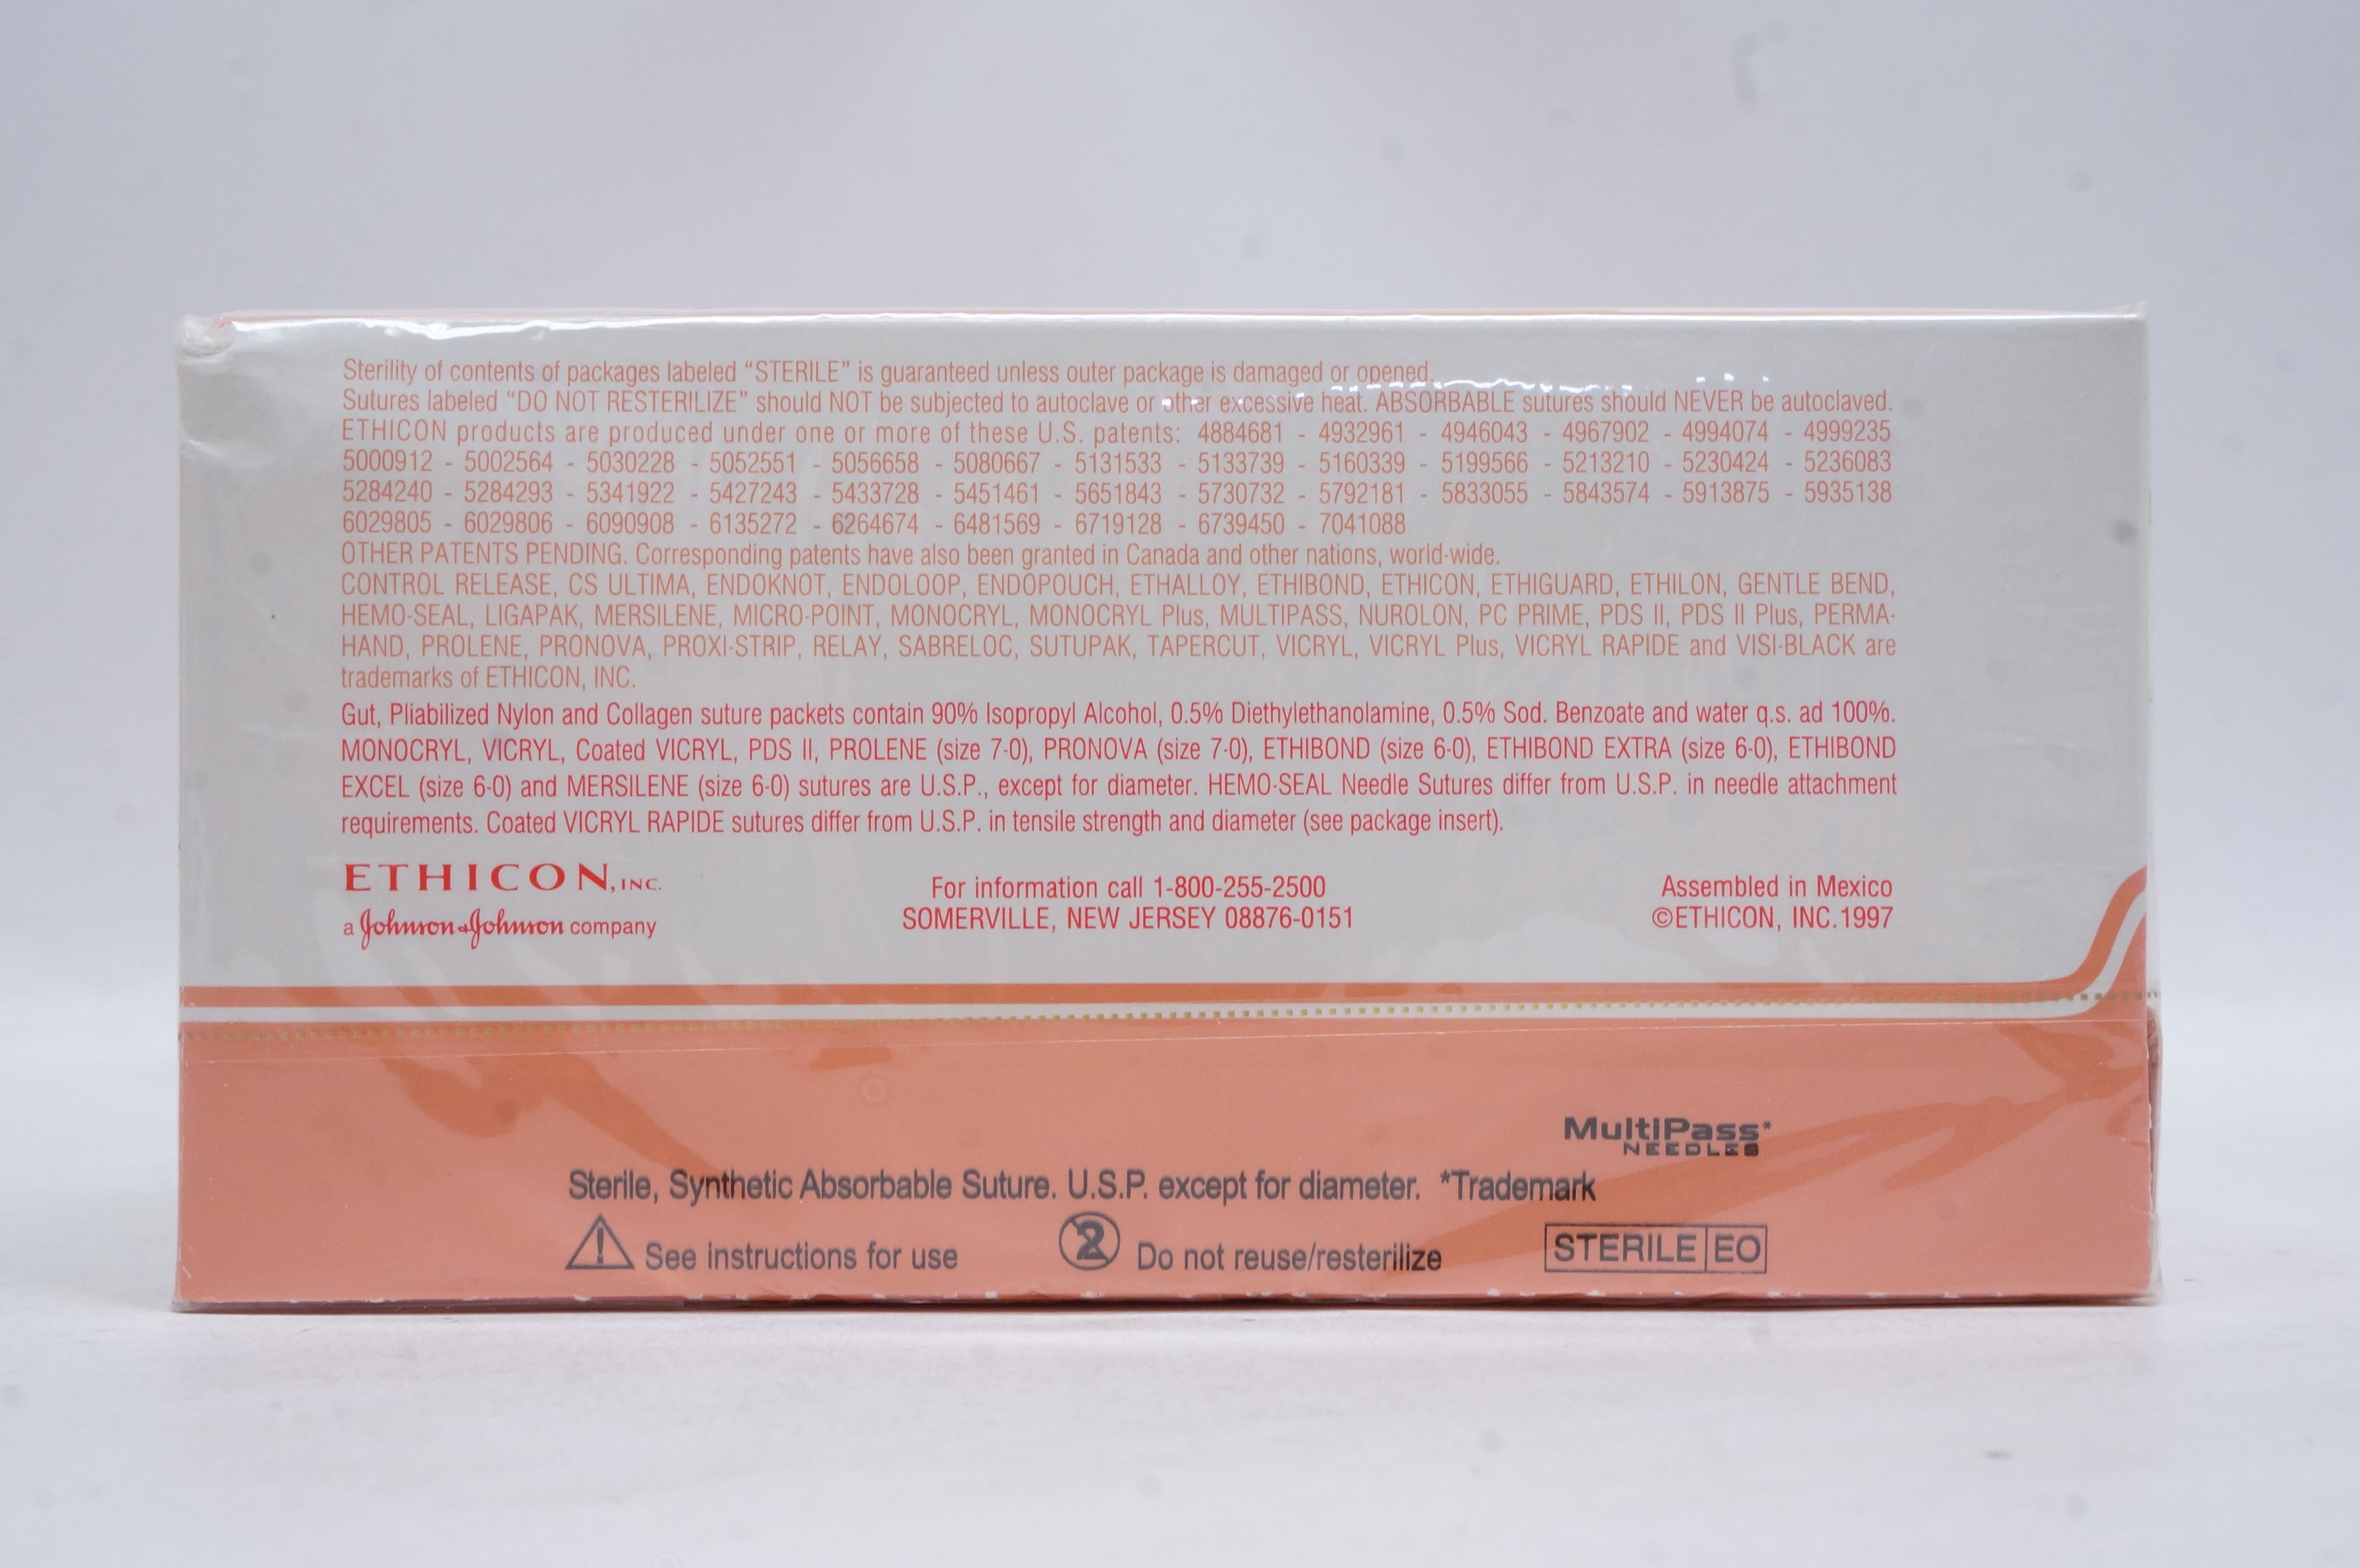 Sterility of contents of packages labeled “STERILE” is guaranteed unless outer package is damaged or opened.
Sutures labeled “DO NOT RESTERILIZE” should NOT be subjected to autoclave or other excessive heat. ABSORBABLE sutures should NEVER be autoclaved.
ETHICON products are produced under one or more of these U.S. patents: 4884681 - 4932961 - 4946043 - 4967902 - 4994074 - 4999235
5000912 - 5002564 - 5030228 - 5052551 - 5056658 - 5080667 - 5131533 - 5133739 - 5160339 - 5199566 - 5213210 - 5230424 - 5236083
5284240 - 5284293 - 5341922 - 5427243 - 5433728 - 5451461 - 5651843 - 5730732 - 5792181 - 5833055 - 5843574 - 5913875 - 5935138
6029805 - 6029806 - 6090908 - 6135272 - 6264674 - 6481569 - 6719128 - 6739450 - 7041088
OTHER PATENTS PENDING. Corresponding patents have also been granted in Canada and other nations, world-wide.
CONTROL RELEASE, CS ULTIMA, ENDOKNOT, ENDOLOOP, ENDOPOUCH, ETHALLOY, ETHIBOND, ETHICON, ETHIGUARD, ETHILON, GENTLE BEND,
HEMO-SEAL, LIGAPAK, MERSILENE, MICRO-POINT, MONOCRYL, MONOCRYL Plus, MULTIPASS, NUROLON, PC PRIME, PDS II, PDS II Plus, PERMA-
HAND, PROLENE, PRONOVA, PROXI-STRIP, RELAY, SABRELOC, SUTUPAK, TAPERCUT, VICRYL, VICRYL Plus, VICRYL RAPIDE and VISI-BLACK are
trademarks of ETHICON, INC.
Gut, Pliabilized Nylon and Collagen suture packets contain 90% Isopropyl Alcohol, 0.5% Diethylethanolamine, 0.5% Sod. Benzoate and water q.s. ad 100%.
MONOCRYL, VICRYL, Coated VICRYL, PDS II, PROLENE (size 7-0), PRONOVA (size 7-0), ETHIBOND (size 6-0), ETHIBOND EXTRA (size 6-0), ETHIBOND
EXCEL (size 6-0) and MERSILENE (size 6-0) sutures are U.S.P., except for diameter. HEMO-SEAL Needle Sutures differ from U.S.P. in needle attachment
requirements. Coated VICRYL RAPIDE sutures differ from U.S.P. in tensile strength and diameter (see package insert).
ETHICON, INC.
a Johnson & Johnson company
For information call 1-800-255-2500
SOMERVILLE, NEW JERSEY 08876-0151
Assembled in Mexico
©ETHICON, INC. 1997
MultiPass*
NEEDLES
Sterile, Synthetic Absorbable Suture. U.S.P. except for diameter. *Trademark
! See instructions for use
2 Do not reuse/resterilize
STERILE EO